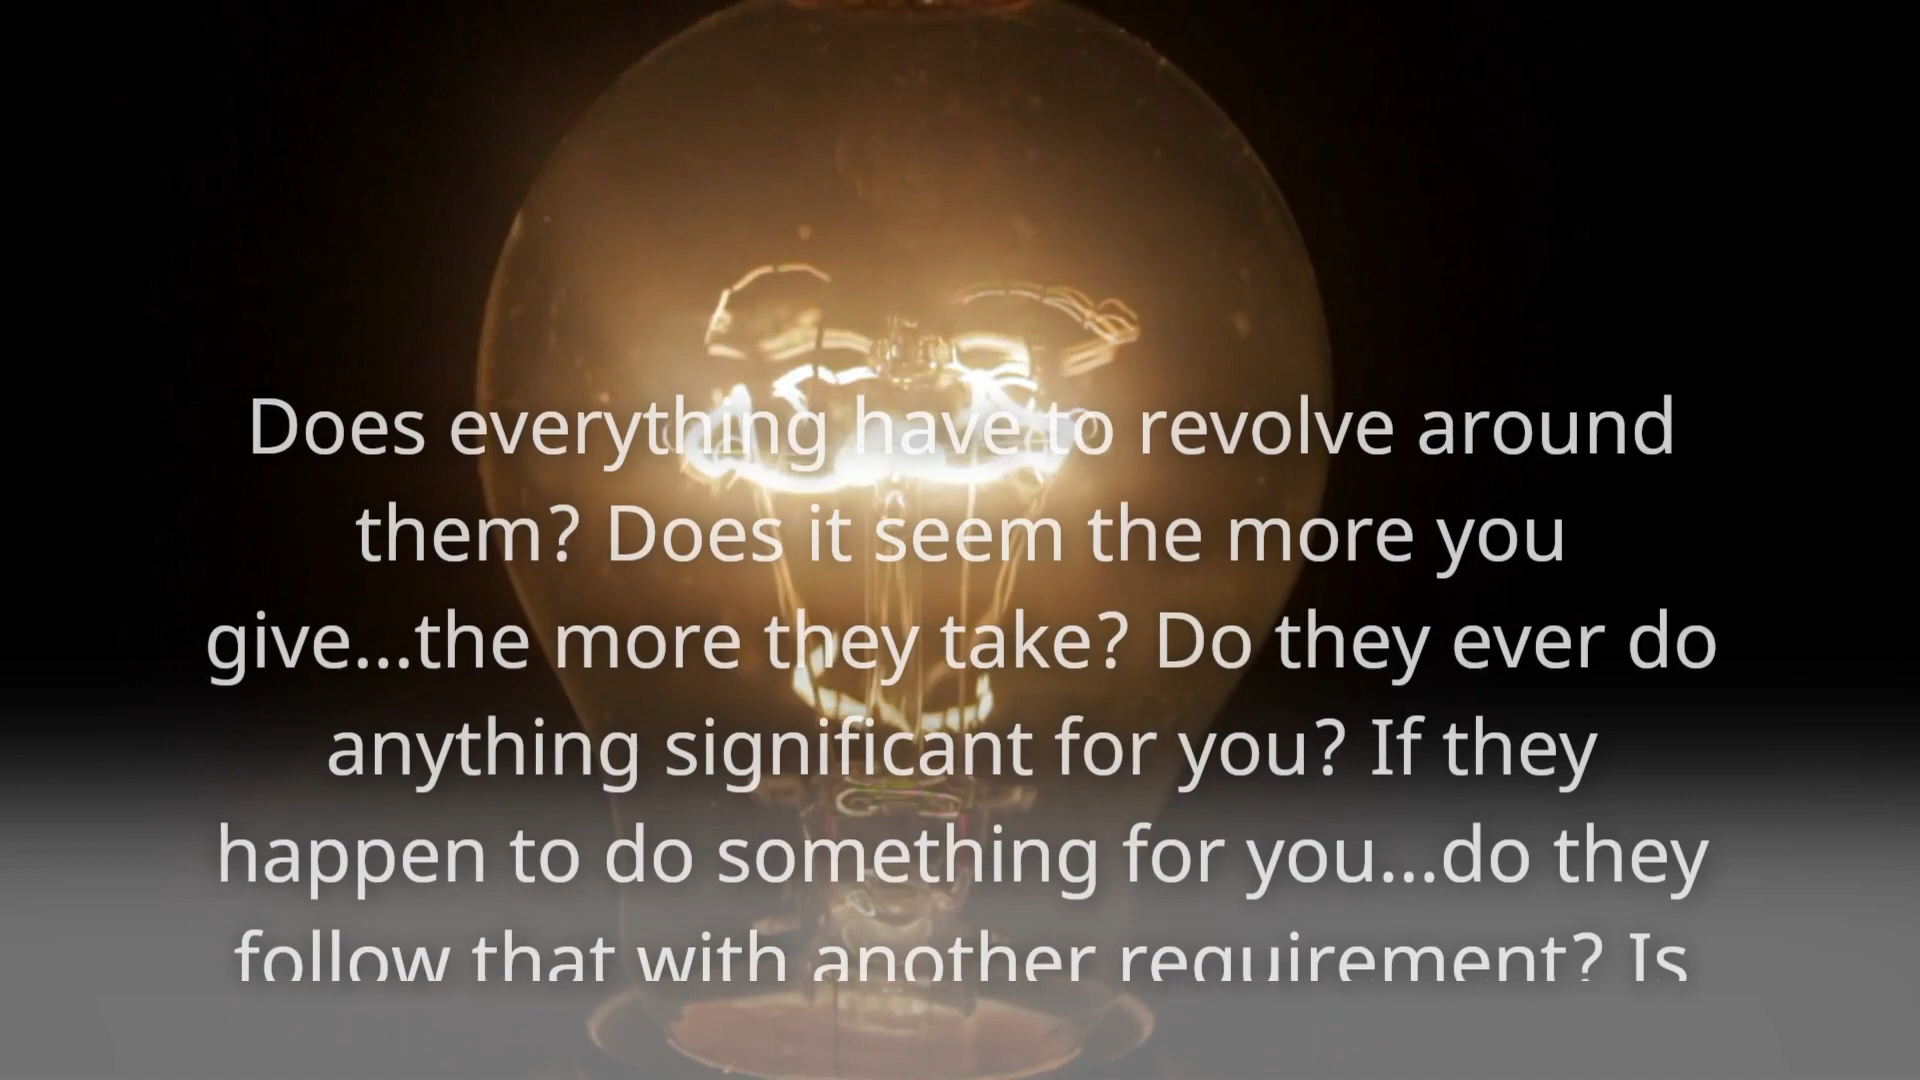 Does everything have to revolve around
them? Does it seem the more you
give...the more they take? Do they ever do
anything significant for you? If they
happen to do something for you...do they
follow that with another requirement? Is